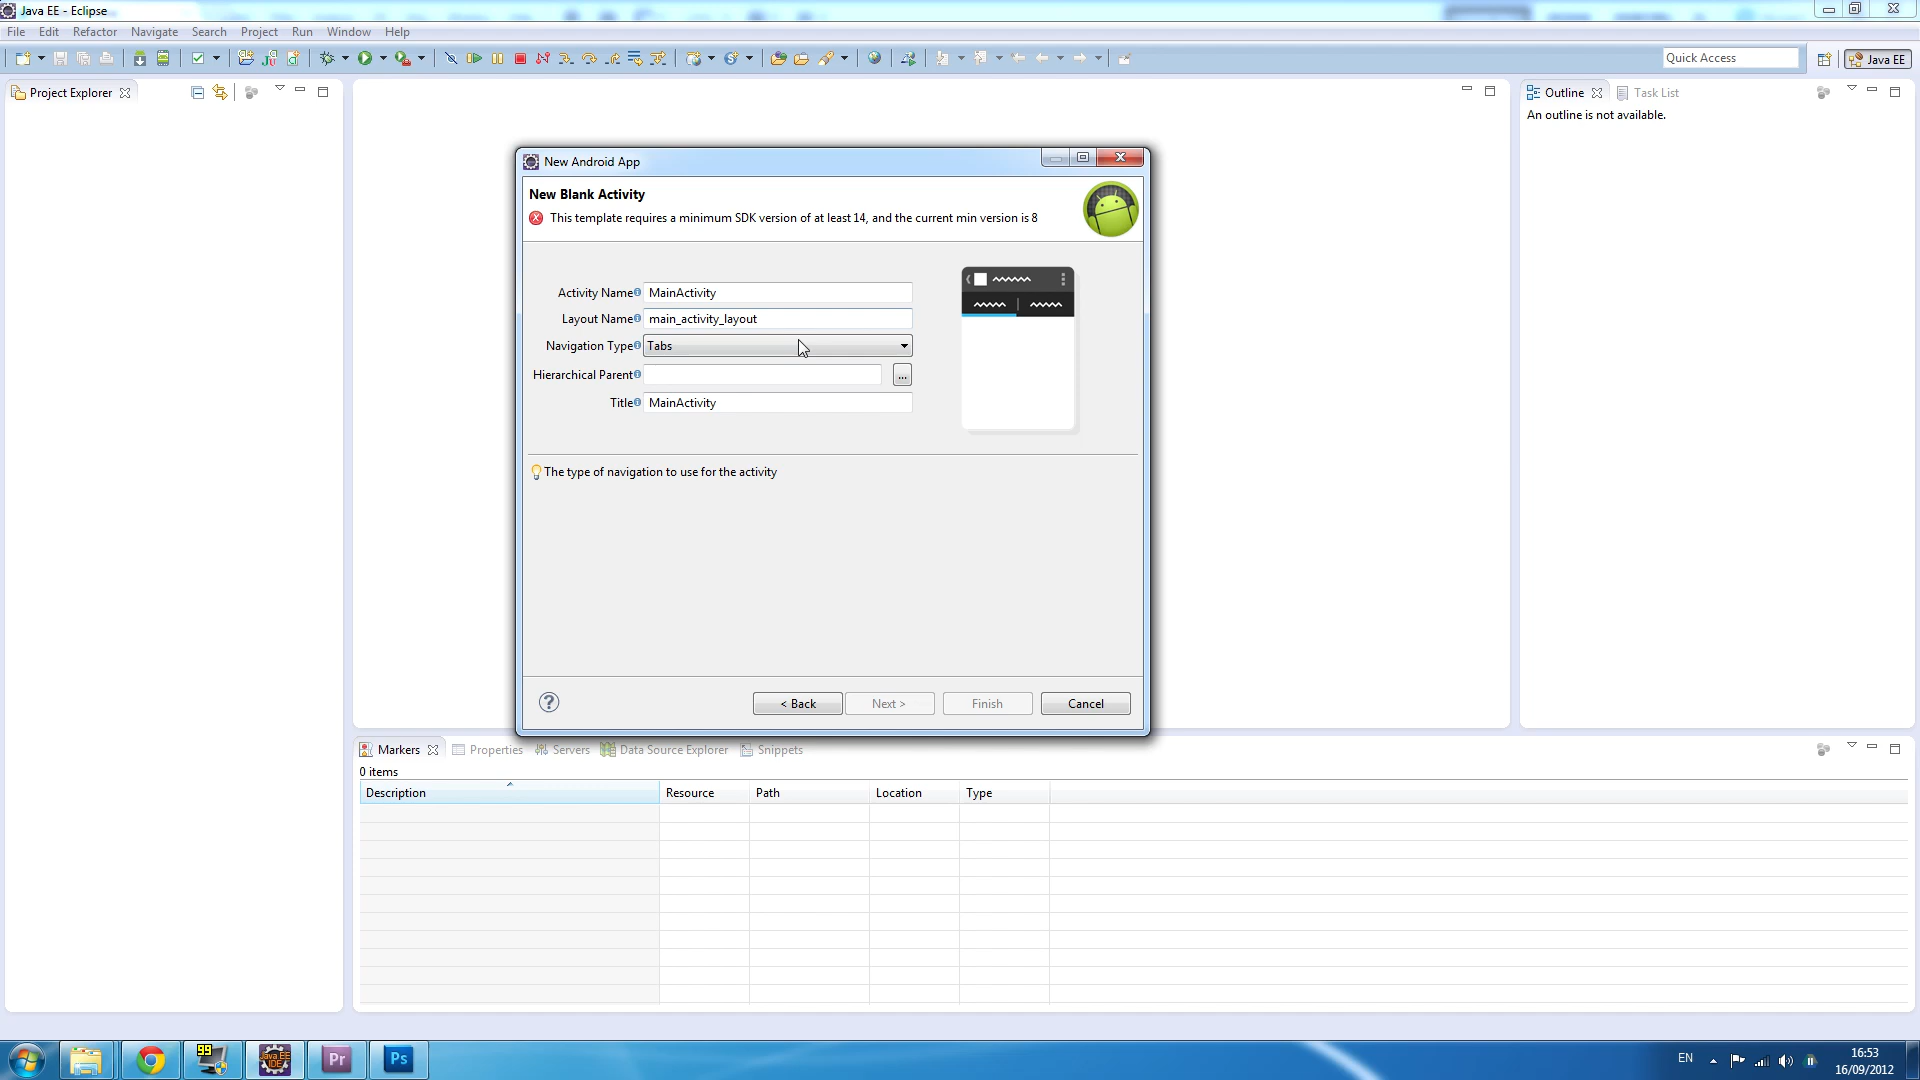 Java EE - Eclipse
File Edit Refactor Navigate Search Project Run Window Help
Quick Access
Java EE
Project Explorer
Outline Task List
An outline is not available.
New Android App
New Blank Activity
This template requires a minimum SDK version of at least 14, and the current min version is 8
Activity Name MainActivity
Layout Name main_activity_layout
Navigation Type Tabs
Hierarchical Parent ...
Title MainActivity
The type of navigation to use for the activity
< Back Next > Finish Cancel
Markers Properties Servers Data Source Explorer Snippets
0 items
Description Resource Path Location Type
99
Java EE
IDE
Pr
Ps
EN
16:53
16/09/2012